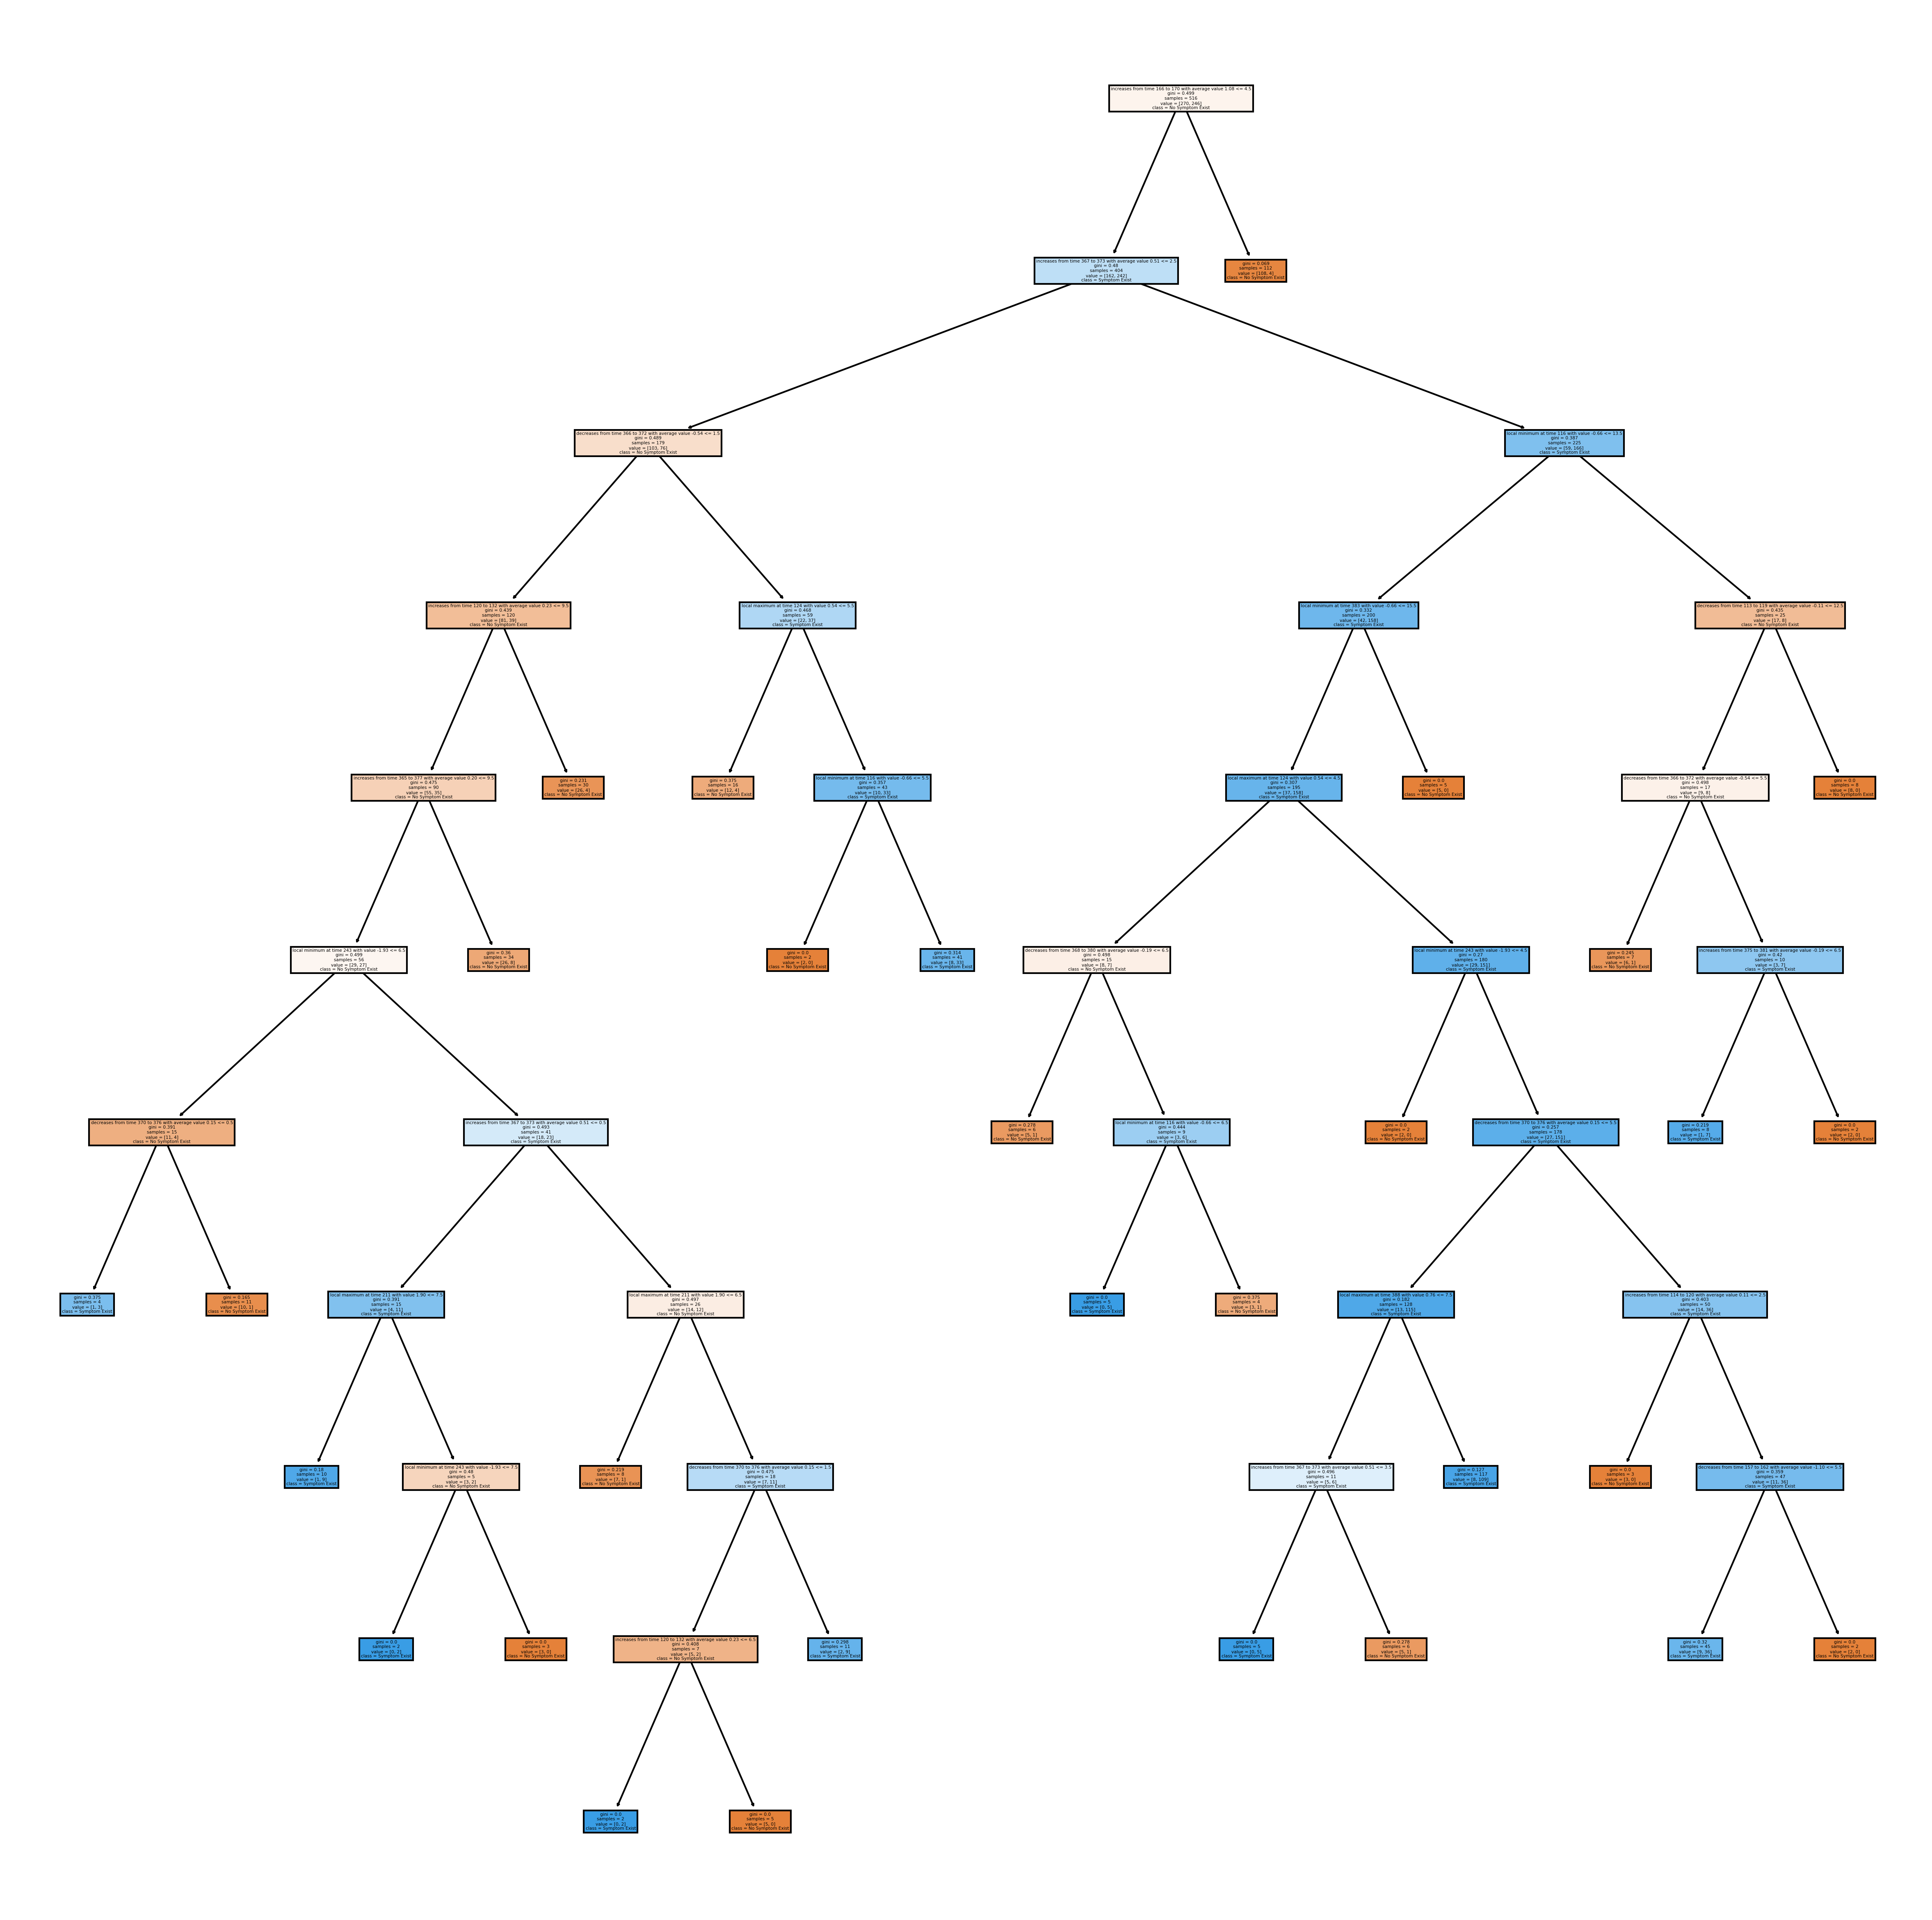 increases from time 166 to 170 with average value 1.08 <= 4.5
gini = 0.499
samples = 516
value = [270, 246]
class = No Symptom Exist
increases from time 367 to 373 with average value 0.51 <= 2.5
gini = 0.48
samples = 404
value = [162, 242]
class = Symptom Exist
gini = 0.069
samples = 112
value = [108, 4]
class = No Symptom Exist
decreases from time 366 to 372 with average value -0.54 <= 1.5
gini = 0.489
samples = 179
value = [103, 76]
class = No Symptom Exist
local minimum at time 116 with value -0.66 <= 13.5
gini = 0.387
samples = 225
value = [59, 166]
class = Symptom Exist
increases from time 120 to 132 with average value 0.23 <= 9.5
gini = 0.439
samples = 120
value = [81, 39]
class = No Symptom Exist
local maximum at time 124 with value 0.54 <= 5.5
gini = 0.468
samples = 59
value = [22, 37]
class = Symptom Exist
local minimum at time 383 with value -0.66 <= 15.5
gini = 0.332
samples = 200
value = [42, 158]
class = Symptom Exist
decreases from time 113 to 119 with average value -0.11 <= 12.5
gini = 0.435
samples = 25
value = [17, 8]
class = No Symptom Exist
increases from time 365 to 377 with average value 0.20 <= 9.5
gini = 0.475
samples = 90
value = [55, 35]
class = No Symptom Exist
gini = 0.231
samples = 30
value = [26, 4]
class = No Symptom Exist
gini = 0.375
samples = 16
value = [12, 4]
class = No Symptom Exist
local minimum at time 116 with value -0.66 <= 5.5
gini = 0.357
samples = 43
value = [10, 33]
class = Symptom Exist
local maximum at time 124 with value 0.54 <= 4.5
gini = 0.307
samples = 195
value = [37, 158]
class = Symptom Exist
gini = 0.0
samples = 5
value = [5, 0]
class = No Symptom Exist
decreases from time 366 to 372 with average value -0.54 <= 5.5
gini = 0.498
samples = 17
value = [9, 8]
class = No Symptom Exist
gini = 0.0
samples = 8
value = [8, 0]
class = No Symptom Exist
local minimum at time 243 with value -1.93 <= 6.5
gini = 0.499
samples = 56
value = [29, 27]
class = No Symptom Exist
gini = 0.36
samples = 34
value = [26, 8]
class = No Symptom Exist
gini = 0.0
samples = 2
value = [2, 0]
class = No Symptom Exist
gini = 0.314
samples = 41
value = [8, 33]
class = Symptom Exist
decreases from time 368 to 380 with average value -0.19 <= 6.5
gini = 0.498
samples = 15
value = [8, 7]
class = No Symptom Exist
local minimum at time 243 with value -1.93 <= 4.5
gini = 0.27
samples = 180
value = [29, 151]
class = Symptom Exist
gini = 0.245
samples = 7
value = [6, 1]
class = No Symptom Exist
increases from time 375 to 381 with average value -0.19 <= 6.5
gini = 0.42
samples = 10
value = [3, 7]
class = Symptom Exist
decreases from time 370 to 376 with average value 0.15 <= 0.5
gini = 0.391
samples = 15
value = [11, 4]
class = No Symptom Exist
increases from time 367 to 373 with average value 0.51 <= 0.5
gini = 0.493
samples = 41
value = [18, 23]
class = Symptom Exist
gini = 0.278
samples = 6
value = [5, 1]
class = No Symptom Exist
local minimum at time 116 with value -0.66 <= 6.5
gini = 0.444
samples = 9
value = [3, 6]
class = Symptom Exist
gini = 0.0
samples = 2
value = [2, 0]
class = No Symptom Exist
decreases from time 370 to 376 with average value 0.15 <= 5.5
gini = 0.257
samples = 178
value = [27, 151]
class = Symptom Exist
gini = 0.219
samples = 8
value = [1, 7]
class = Symptom Exist
gini = 0.0
samples = 2
value = [2, 0]
class = No Symptom Exist
gini = 0.375
samples = 4
value = [1, 3]
class = Symptom Exist
gini = 0.165
samples = 11
value = [10, 1]
class = No Symptom Exist
local maximum at time 211 with value 1.90 <= 7.5
gini = 0.391
samples = 15
value = [4, 11]
class = Symptom Exist
local maximum at time 211 with value 1.90 <= 6.5
gini = 0.497
samples = 26
value = [14, 12]
class = No Symptom Exist
gini = 0.0
samples = 5
value = [0, 5]
class = Symptom Exist
gini = 0.375
samples = 4
value = [3, 1]
class = No Symptom Exist
local maximum at time 388 with value 0.76 <= 7.5
gini = 0.182
samples = 128
value = [13, 115]
class = Symptom Exist
increases from time 114 to 120 with average value 0.11 <= 2.5
gini = 0.403
samples = 50
value = [14, 36]
class = Symptom Exist
gini = 0.18
samples = 10
value = [1, 9]
class = Symptom Exist
local minimum at time 243 with value -1.93 <= 7.5
gini = 0.48
samples = 5
value = [3, 2]
class = No Symptom Exist
gini = 0.219
samples = 8
value = [7, 1]
class = No Symptom Exist
decreases from time 370 to 376 with average value 0.15 <= 1.5
gini = 0.475
samples = 18
value = [7, 11]
class = Symptom Exist
increases from time 367 to 373 with average value 0.51 <= 3.5
gini = 0.496
samples = 11
value = [5, 6]
class = Symptom Exist
gini = 0.127
samples = 117
value = [8, 109]
class = Symptom Exist
gini = 0.0
samples = 3
value = [3, 0]
class = No Symptom Exist
decreases from time 157 to 162 with average value -1.10 <= 5.5
gini = 0.359
samples = 47
value = [11, 36]
class = Symptom Exist
gini = 0.0
samples = 2
value = [0, 2]
class = Symptom Exist
gini = 0.0
samples = 3
value = [3, 0]
class = No Symptom Exist
increases from time 120 to 132 with average value 0.23 <= 6.5
gini = 0.408
samples = 7
value = [5, 2]
class = No Symptom Exist
gini = 0.298
samples = 11
value = [2, 9]
class = Symptom Exist
gini = 0.0
samples = 5
value = [0, 5]
class = Symptom Exist
gini = 0.278
samples = 6
value = [5, 1]
class = No Symptom Exist
gini = 0.32
samples = 45
value = [9, 36]
class = Symptom Exist
gini = 0.0
samples = 2
value = [2, 0]
class = No Symptom Exist
gini = 0.0
samples = 2
value = [0, 2]
class = Symptom Exist
gini = 0.0
samples = 5
value = [5, 0]
class = No Symptom Exist